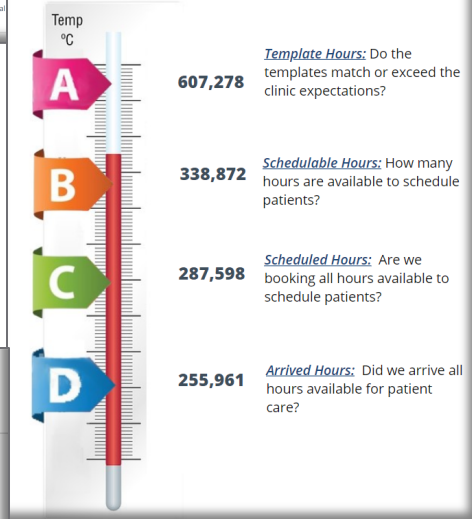 al
Temp
°C
A
607,278
Template Hours: Do the
templates match or exceed the
clinic expectations?
B
338,872
Schedulable Hours: How many
hours are available to schedule
patients?
C
287,598
Scheduled Hours: Are we
booking all hours available to
schedule patients?
D
255,961
Arrived Hours: Did we arrive all
hours available for patient
care?